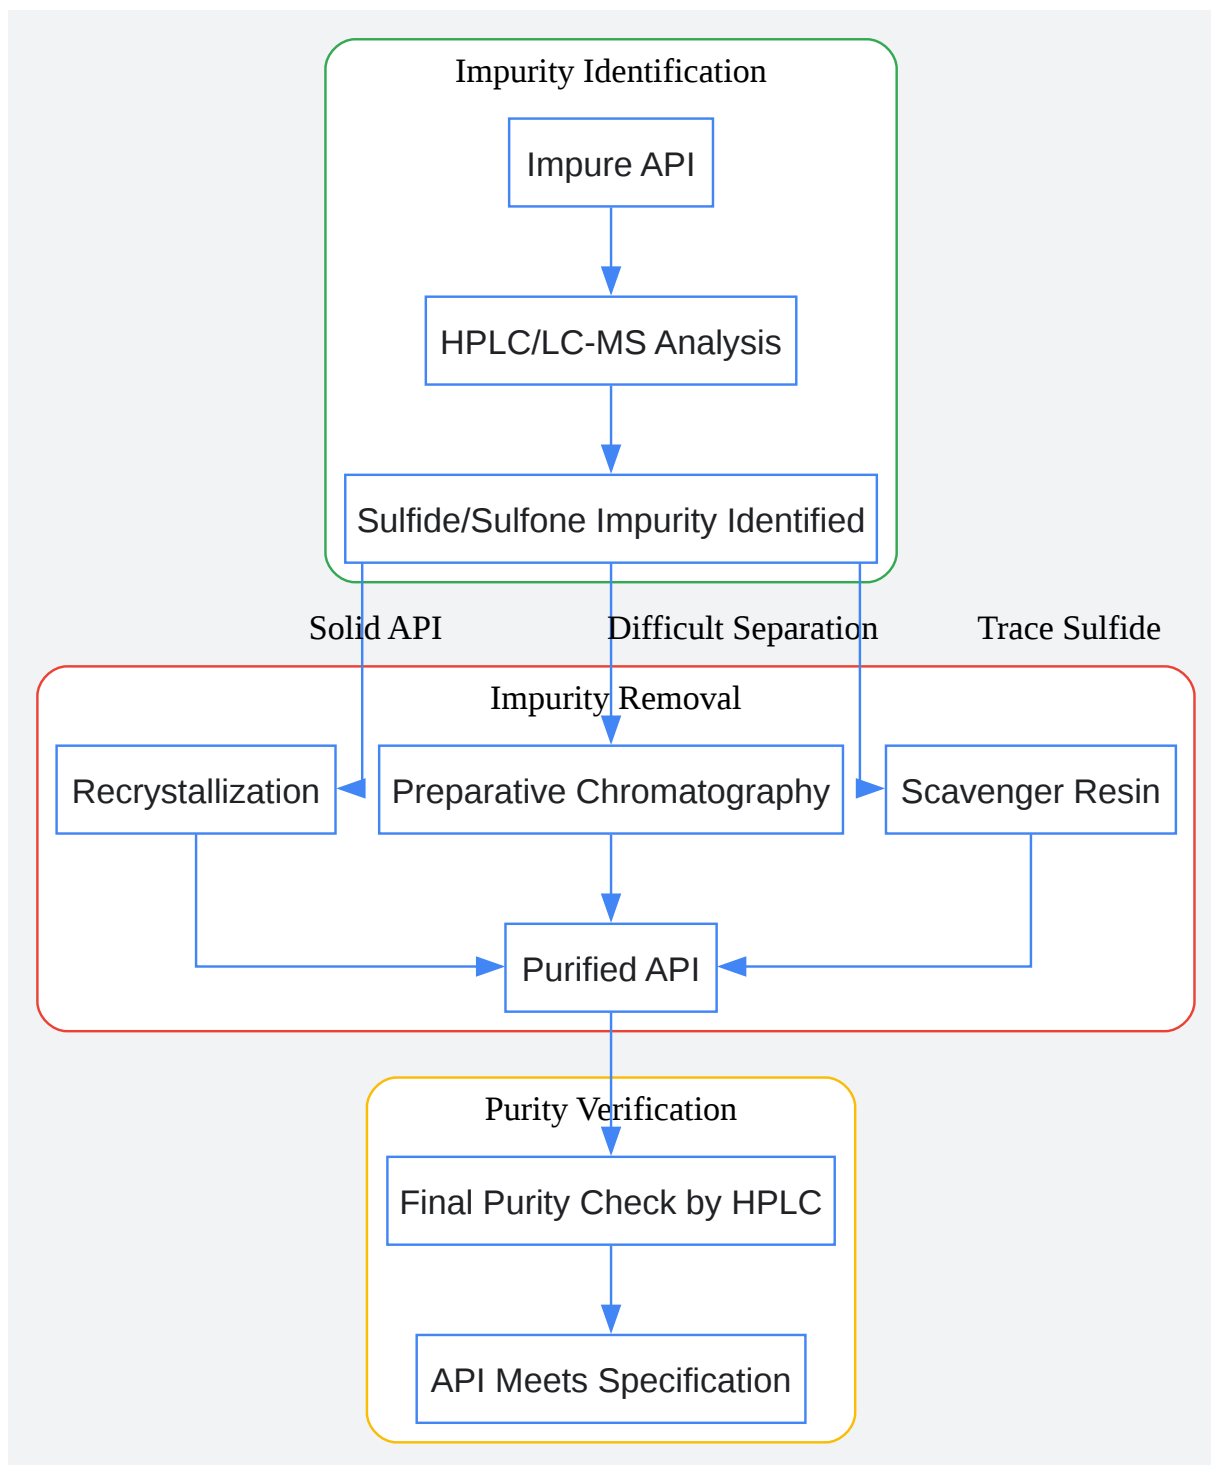 Impurity Identification
Impure API
HPLC/LC-MS Analysis
Sulfide/Sulfone Impurity Identified
Solid API
Difficult Separation
Trace Sulfide
Impurity Removal
Recrystallization
Preparative Chromatography
Scavenger Resin
Purified API
Purity Verification
Final Purity Check by HPLC
API Meets Specification